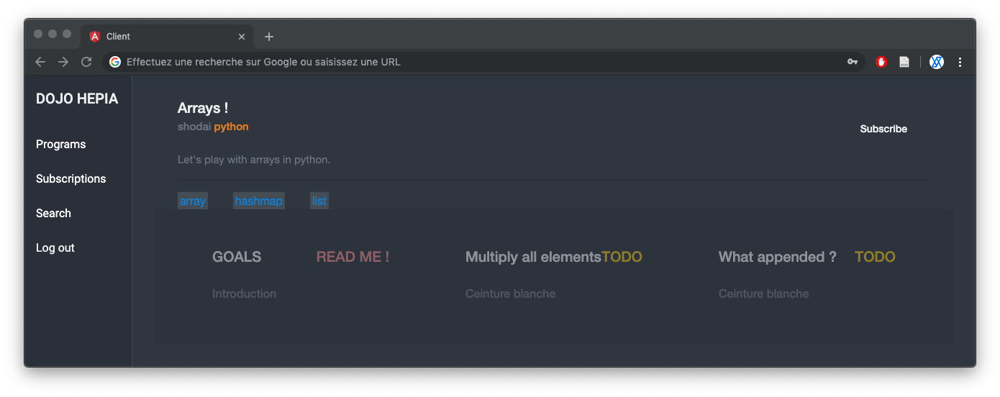 Client
Effectuez une recherche sur Google ou saisissez une URL
DOJO HEPIA
Programs
Subscriptions
Search
Log out
Arrays !
shodai python
Subscribe
Let's play with arrays in python.
array hashmap list
GOALS READ ME ! Multiply all elementsTODO What appended ? TODO
Introduction Ceinture blanche Ceinture blanche